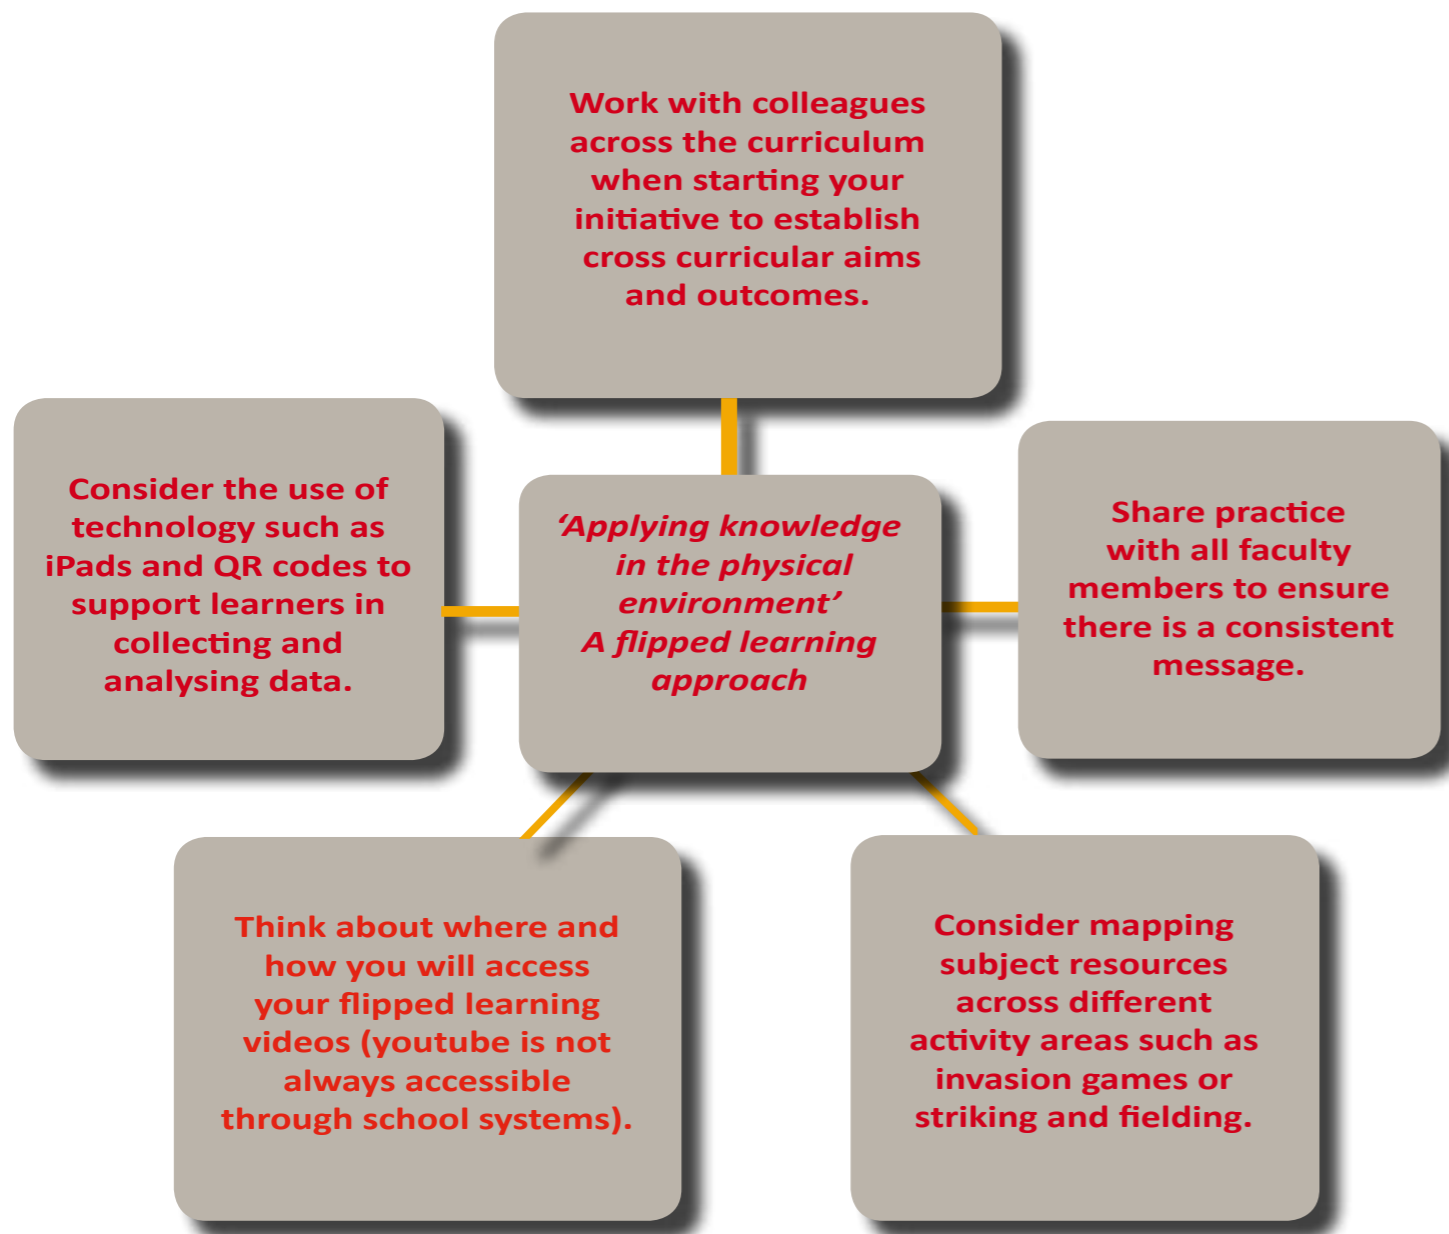 Work with colleagues
across the curriculum
when starting your
initiative to establish
cross curricular aims
and outcomes.
Consider the use of
technology such as
iPads and QR codes to
support learners in
collecting and
analysing data.
‘Applying knowledge
in the physical
environment’
A flipped learning
approach
Share practice
with all faculty
members to ensure
there is a consistent
message.
Think about where and
how you will access
your flipped learning
videos (youtube is not
always accessible
through school systems).
Consider mapping
subject resources
across different
activity areas such as
invasion games or
striking and fielding.